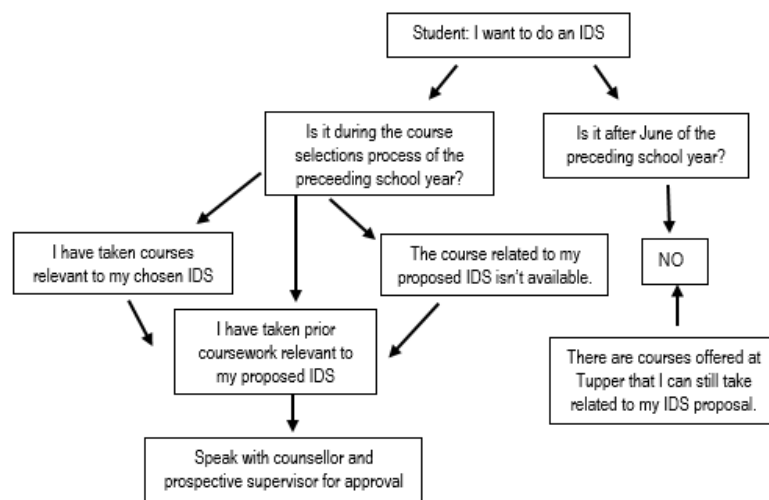 Student: I want to do an IDS
Is it during the course
selections process of the
preceeding school year?
Is it after June of the
preceding school year?
I have taken courses
relevant to my chosen IDS
The course related to my
proposed IDS isn't available.
NO
I have taken prior
coursework relevant to
my proposed IDS
There are courses offered at
Tupper that I can still take
related to my IDS proposal.
Speak with counsellor and
prospective supervisor for approval